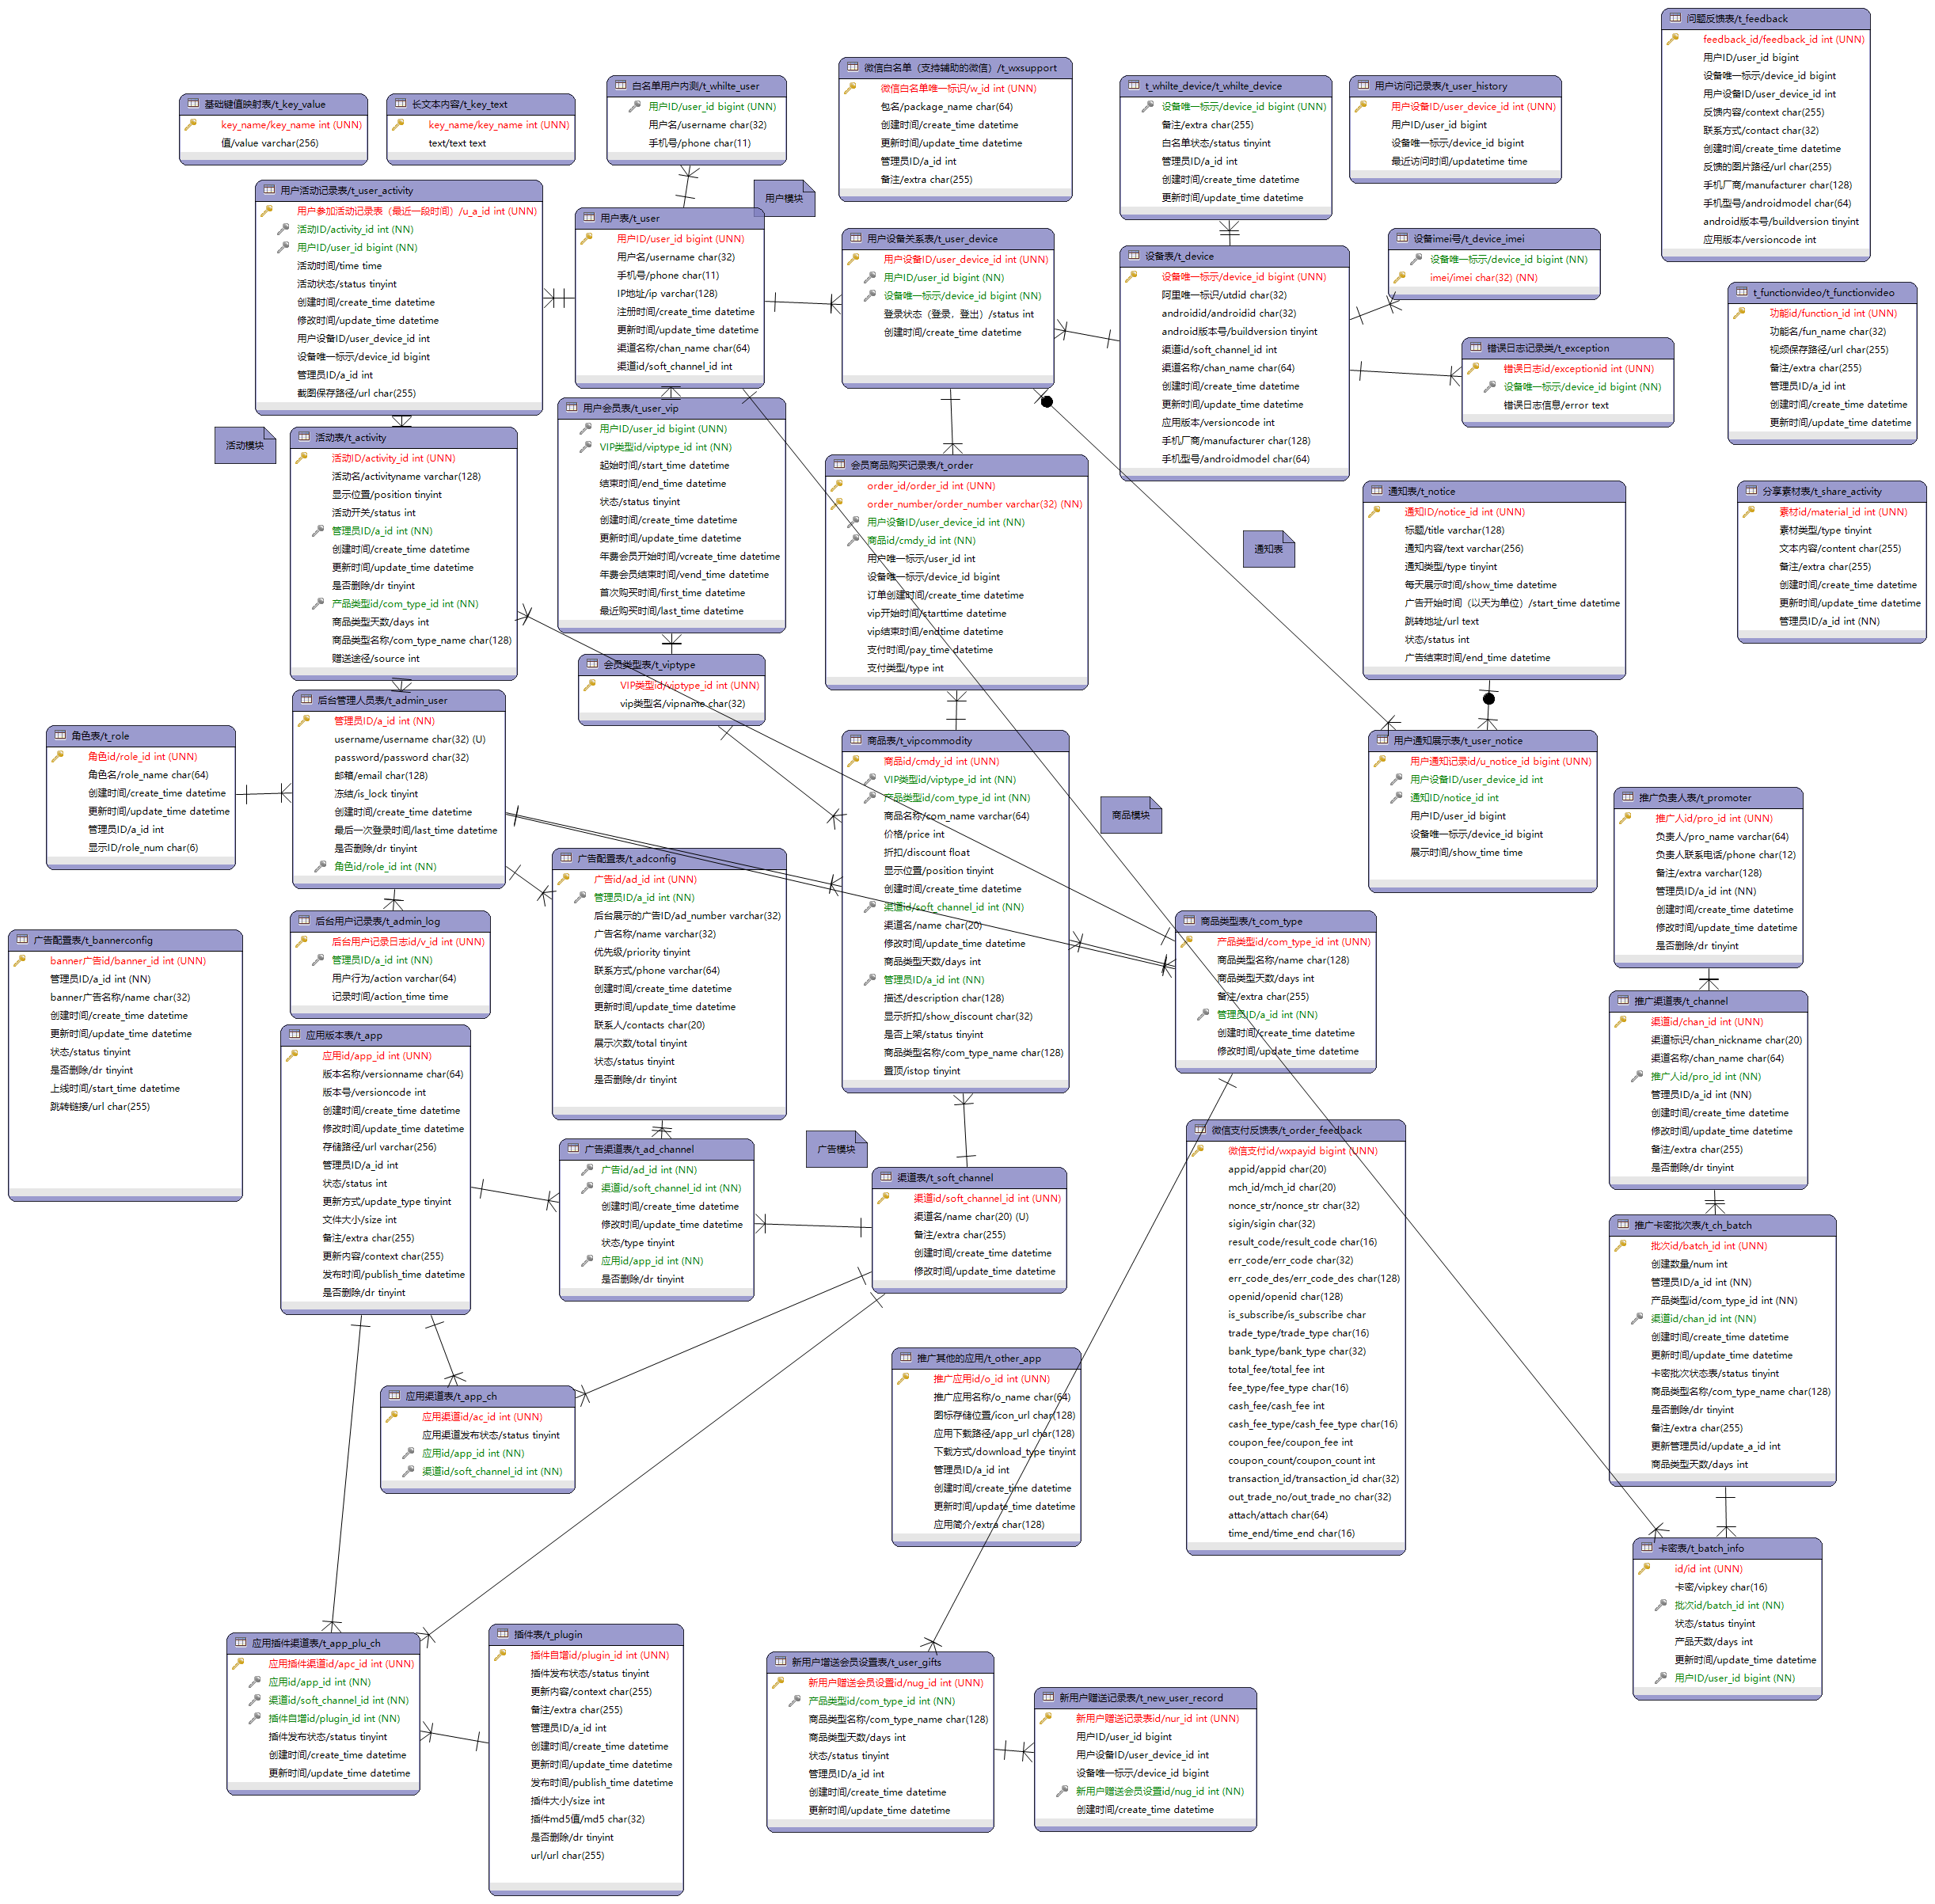 问题反馈表/t_feedback
feedback_id/feedback_id int (UNN)
用户ID/user_id bigint
设备唯一标示/device_id bigint
用户设备ID/user_device_id int
反馈内容/context char(255)
联系方式/contact char(32)
创建时间/create_time datetime
反馈的图片路径/url char(255)
手机厂商/manufacturer char(128)
手机型号/androidmodel char(64)
android版本号/buildversion tinyint
应用版本/versioncode int
基础键值映射表/t_key_value
key_name/key_name int (UNN)
值/value varchar(256)
长文本内容/t_key_text
key_name/key_name int (UNN)
text/text text
白名单用户内测/t_whilte_user
用户ID/user_id bigint (UNN)
用户名/username char(32)
手机号/phone char(11)
微信白名单（支持辅助的微信）/t_wxsupport
微信白名单唯一标识/w_id int (UNN)
包名/package_name char(64)
创建时间/create_time datetime
更新时间/update_time datetime
管理员ID/a_id int
备注/extra char(255)
t_whilte_device/t_whilte_device
设备唯一标示/device_id bigint (UNN)
备注/extra char(255)
白名单状态/status tinyint
管理员ID/a_id int
创建时间/create_time datetime
更新时间/update_time datetime
用户访问记录表/t_user_history
用户设备ID/user_device_id int (UNN)
用户ID/user_id bigint
设备唯一标示/device_id bigint
最近访问时间/updatetime time
用户模块
用户活动记录表/t_user_activity
用户参加活动记录表（最近一段时间）/u_a_id int (UNN)
活动ID/activity_id int (NN)
用户ID/user_id bigint (NN)
活动时间/time time
活动状态/status tinyint
创建时间/create_time datetime
修改时间/update_time datetime
用户设备ID/user_device_id int
设备唯一标示/device_id bigint
管理员ID/a_id int
截图保存路径/url char(255)
用户表/t_user
用户ID/user_id bigint (UNN)
用户名/username char(32)
手机号/phone char(11)
IP地址/ip varchar(128)
注册时间/create_time datetime
更新时间/update_time datetime
渠道名称/chan_name char(64)
渠道id/soft_channel_id int
用户设备关系表/t_user_device
用户设备ID/user_device_id int (UNN)
用户ID/user_id bigint (NN)
设备唯一标示/device_id bigint (NN)
登录状态（登录，登出）/status int
创建时间/create_time datetime
设备表/t_device
设备唯一标示/device_id bigint (UNN)
阿里唯一标识/utdid char(32)
androidid/androidid char(32)
android版本号/buildversion tinyint
渠道id/soft_channel_id int
渠道名称/chan_name char(64)
创建时间/create_time datetime
更新时间/update_time datetime
应用版本/versioncode int
手机厂商/manufacturer char(128)
手机型号/androidmodel char(64)
设备imei号/t_device_imei
设备唯一标示/device_id bigint (NN)
imei/imei char(32) (NN)
t_functionvideo/t_functionvideo
功能id/function_id int (UNN)
功能名/fun_name char(32)
视频保存路径/url char(255)
备注/extra char(255)
管理员ID/a_id int
创建时间/create_time datetime
更新时间/update_time datetime
错误日志记录类/t_exception
错误日志id/exceptionid int (UNN)
设备唯一标示/device_id bigint (NN)
错误日志信息/error text
活动模块
活动表/t_activity
活动ID/activity_id int (UNN)
活动名/activityname varchar(128)
显示位置/position tinyint
活动开关/status int
管理员ID/a_id int (NN)
创建时间/create_time datetime
更新时间/update_time datetime
是否删除/dr tinyint
产品类型id/com_type_id int (NN)
商品类型天数/days int
商品类型名称/com_type_name char(128)
赠送途径/source int
用户会员表/t_user_vip
用户ID/user_id bigint (UNN)
VIP类型id/viptype_id int (NN)
起始时间/start_time datetime
结束时间/end_time datetime
状态/status tinyint
创建时间/create_time datetime
更新时间/update_time datetime
年费会员开始时间/vcreate_time datetime
年费会员结束时间/vend_time datetime
首次购买时间/first_time datetime
最近购买时间/last_time datetime
会员商品购买记录表/t_order
order_id/order_id int (UNN)
order_number/order_number varchar(32) (NN)
用户设备ID/user_device_id int (NN)
商品id/cmdy_id int (NN)
用户唯一标示/user_id int
设备唯一标示/device_id bigint
订单创建时间/create_time datetime
vip开始时间/starttime datetime
vip结束时间/endtime datetime
支付时间/pay_time datetime
支付类型/type int
通知表
通知表/t_notice
通知ID/notice_id int (UNN)
标题/title varchar(128)
通知内容/text varchar(256)
通知类型/type tinyint
每天展示时间/show_time datetime
广告开始时间（以天为单位）/start_time datetime
跳转地址/url text
状态/status int
广告结束时间/end_time datetime
分享素材表/t_share_activity
素材id/material_id int (UNN)
素材类型/type tinyint
文本内容/content char(255)
备注/extra char(255)
创建时间/create_time datetime
更新时间/update_time datetime
管理员ID/a_id int (NN)
会员类型表/t_viptype
VIP类型id/viptype_id int (UNN)
vip类型名/vipname char(32)
角色表/t_role
角色id/role_id int (UNN)
角色名/role_name char(64)
创建时间/create_time datetime
更新时间/update_time datetime
管理员ID/a_id int
显示ID/role_num char(6)
后台管理人员表/t_admin_user
管理员ID/a_id int (NN)
username/username char(32) (U)
password/password char(32)
邮箱/email char(128)
冻结/is_lock tinyint
创建时间/create_time datetime
最后一次登录时间/last_time datetime
是否删除/dr tinyint
角色id/role_id int (NN)
商品表/t_vipcommodity
商品id/cmdy_id int (UNN)
VIP类型id/viptype_id int (NN)
产品类型id/com_type_id int (NN)
商品名称/com_name varchar(64)
价格/price int
折扣/discount float
显示位置/position tinyint
创建时间/create_time datetime
渠道id/soft_channel_id int (NN)
渠道名/name char(20)
修改时间/update_time datetime
商品类型天数/days int
管理员ID/a_id int (NN)
描述/description char(128)
显示折扣/show_discount char(32)
是否上架/status tinyint
商品类型名称/com_type_name char(128)
置顶/istop tinyint
商品模块
用户通知展示表/t_user_notice
用户通知记录id/u_notice_id bigint (UNN)
用户设备ID/user_device_id int
通知ID/notice_id int
用户ID/user_id bigint
设备唯一标示/device_id bigint
展示时间/show_time time
推广负责人表/t_promoter
推广人id/pro_id int (UNN)
负责人/pro_name varchar(64)
负责人联系电话/phone char(12)
备注/extra varchar(128)
管理员ID/a_id int (NN)
创建时间/create_time datetime
修改时间/update_time datetime
是否删除/dr tinyint
广告配置表/t_adconfig
广告id/ad_id int (UNN)
管理员ID/a_id int (NN)
后台展示的广告ID/ad_number varchar(32)
广告名称/name varchar(32)
优先级/priority tinyint
联系方式/phone varchar(64)
创建时间/create_time datetime
更新时间/update_time datetime
联系人/contacts char(20)
展示次数/total tinyint
状态/status tinyint
是否删除/dr tinyint
后台用户记录表/t_admin_log
后台用户记录日志id/v_id int (UNN)
管理员ID/a_id int (NN)
用户行为/action varchar(64)
记录时间/action_time time
商品类型表/t_com_type
产品类型id/com_type_id int (UNN)
商品类型名称/name char(128)
商品类型天数/days int
备注/extra char(255)
管理员ID/a_id int (NN)
创建时间/create_time datetime
修改时间/update_time datetime
广告配置表/t_bannerconfig
banner广告id/banner_id int (UNN)
管理员ID/a_id int (NN)
banner广告名称/name char(32)
创建时间/create_time datetime
更新时间/update_time datetime
状态/status tinyint
是否删除/dr tinyint
上线时间/start_time datetime
跳转链接/url char(255)
推广渠道表/t_channel
渠道id/chan_id int (UNN)
渠道标识/chan_nickname char(20)
渠道名称/chan_name char(64)
推广人id/pro_id int (NN)
管理员ID/a_id int (NN)
创建时间/create_time datetime
修改时间/update_time datetime
备注/extra char(255)
是否删除/dr tinyint
应用版本表/t_app
应用id/app_id int (UNN)
版本名称/versionname char(64)
版本号/versioncode int
创建时间/create_time datetime
修改时间/update_time datetime
存储路径/url varchar(256)
管理员ID/a_id int
状态/status int
更新方式/update_type tinyint
文件大小/size int
备注/extra char(255)
更新内容/context char(255)
发布时间/publish_time datetime
是否删除/dr tinyint
广告渠道表/t_ad_channel
广告id/ad_id int (NN)
渠道id/soft_channel_id int (NN)
创建时间/create_time datetime
修改时间/update_time datetime
状态/type tinyint
应用id/app_id int (NN)
是否删除/dr tinyint
广告模块
渠道表/t_soft_channel
渠道id/soft_channel_id int (UNN)
渠道名/name char(20) (U)
备注/extra char(255)
创建时间/create_time datetime
修改时间/update_time datetime
微信支付反馈表/t_order_feedback
微信支付id/wxpayid bigint (UNN)
appid/appid char(20)
mch_id/mch_id char(20)
nonce_str/nonce_str char(32)
sigin/sigin char(32)
result_code/result_code char(16)
err_code/err_code char(32)
err_code_des/err_code_des char(128)
openid/openid char(128)
is_subscribe/is_subscribe char
trade_type/trade_type char(16)
bank_type/bank_type char(32)
total_fee/total_fee int
fee_type/fee_type char(16)
cash_fee/cash_fee int
cash_fee_type/cash_fee_type char(16)
coupon_fee/coupon_fee int
coupon_count/coupon_count int
transaction_id/transaction_id char(32)
out_trade_no/out_trade_no char(32)
attach/attach char(64)
time_end/time_end char(16)
推广卡密批次表/t_ch_batch
批次id/batch_id int (UNN)
创建数量/num int
管理员ID/a_id int (NN)
产品类型id/com_type_id int (NN)
渠道id/chan_id int (NN)
创建时间/create_time datetime
更新时间/update_time datetime
卡密批次状态表/status tinyint
商品类型名称/com_type_name char(128)
是否删除/dr tinyint
备注/extra char(255)
更新管理员id/update_a_id int
商品类型天数/days int
推广其他的应用/t_other_app
推广应用id/o_id int (UNN)
推广应用名称/o_name char(64)
图标存储位置/icon_url char(128)
应用下载路径/app_url char(128)
下载方式/download_type tinyint
管理员ID/a_id int
创建时间/create_time datetime
更新时间/update_time datetime
应用简介/extra char(128)
应用渠道表/t_app_ch
应用渠道id/ac_id int (UNN)
应用渠道发布状态/status tinyint
应用id/app_id int (NN)
渠道id/soft_channel_id int (NN)
卡密表/t_batch_info
id/id int (UNN)
卡密/vipkey char(16)
批次id/batch_id int (NN)
状态/status tinyint
产品天数/days int
更新时间/update_time datetime
用户ID/user_id bigint (NN)
应用插件渠道表/t_app_plu_ch
应用插件渠道id/apc_id int (UNN)
应用id/app_id int (NN)
渠道id/soft_channel_id int (NN)
插件自增id/plugin_id int (NN)
插件发布状态/status tinyint
创建时间/create_time datetime
更新时间/update_time datetime
插件表/t_plugin
插件自增id/plugin_id int (UNN)
插件发布状态/status tinyint
更新内容/context char(255)
备注/extra char(255)
管理员ID/a_id int
创建时间/create_time datetime
更新时间/update_time datetime
发布时间/publish_time datetime
插件大小/size int
插件md5值/md5 char(32)
是否删除/dr tinyint
url/url char(255)
新用户增送会员设置表/t_user_gifts
新用户赠送会员设置id/nug_id int (UNN)
产品类型id/com_type_id int (NN)
商品类型名称/com_type_name char(128)
商品类型天数/days int
状态/status tinyint
管理员ID/a_id int
创建时间/create_time datetime
更新时间/update_time datetime
新用户赠送记录表/t_new_user_record
新用户赠送记录表id/nur_id int (UNN)
用户ID/user_id bigint
用户设备ID/user_device_id int
设备唯一标示/device_id bigint
新用户赠送会员设置id/nug_id int (NN)
创建时间/create_time datetime